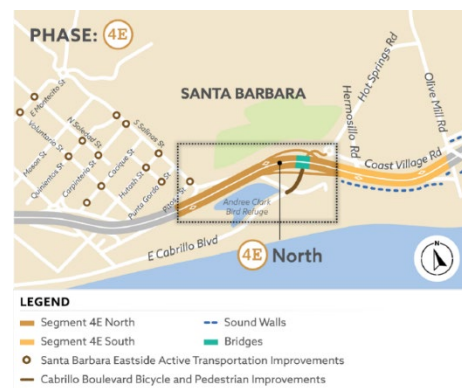 PHASE: 4E
SANTA BARBARA
E Montecito St
Voluntario St
Mason St
Quinientos St
N Soledad St
Carpinteria St
S Salinas St
Cacique St
Hutash St
Punta Gorda St
Hermosillo Rd
Hot Springs Rd
Olive Mill Rd
Coast Village Rd
Andree Clark
Bird Refuge
E Cabrillo Blvd
4E North
N
LEGEND
Segment 4E North
Segment 4E South
Santa Barbara Eastside Active Transportation Improvements
Cabrillo Boulevard Bicycle and Pedestrian Improvements
Sound Walls
Bridges